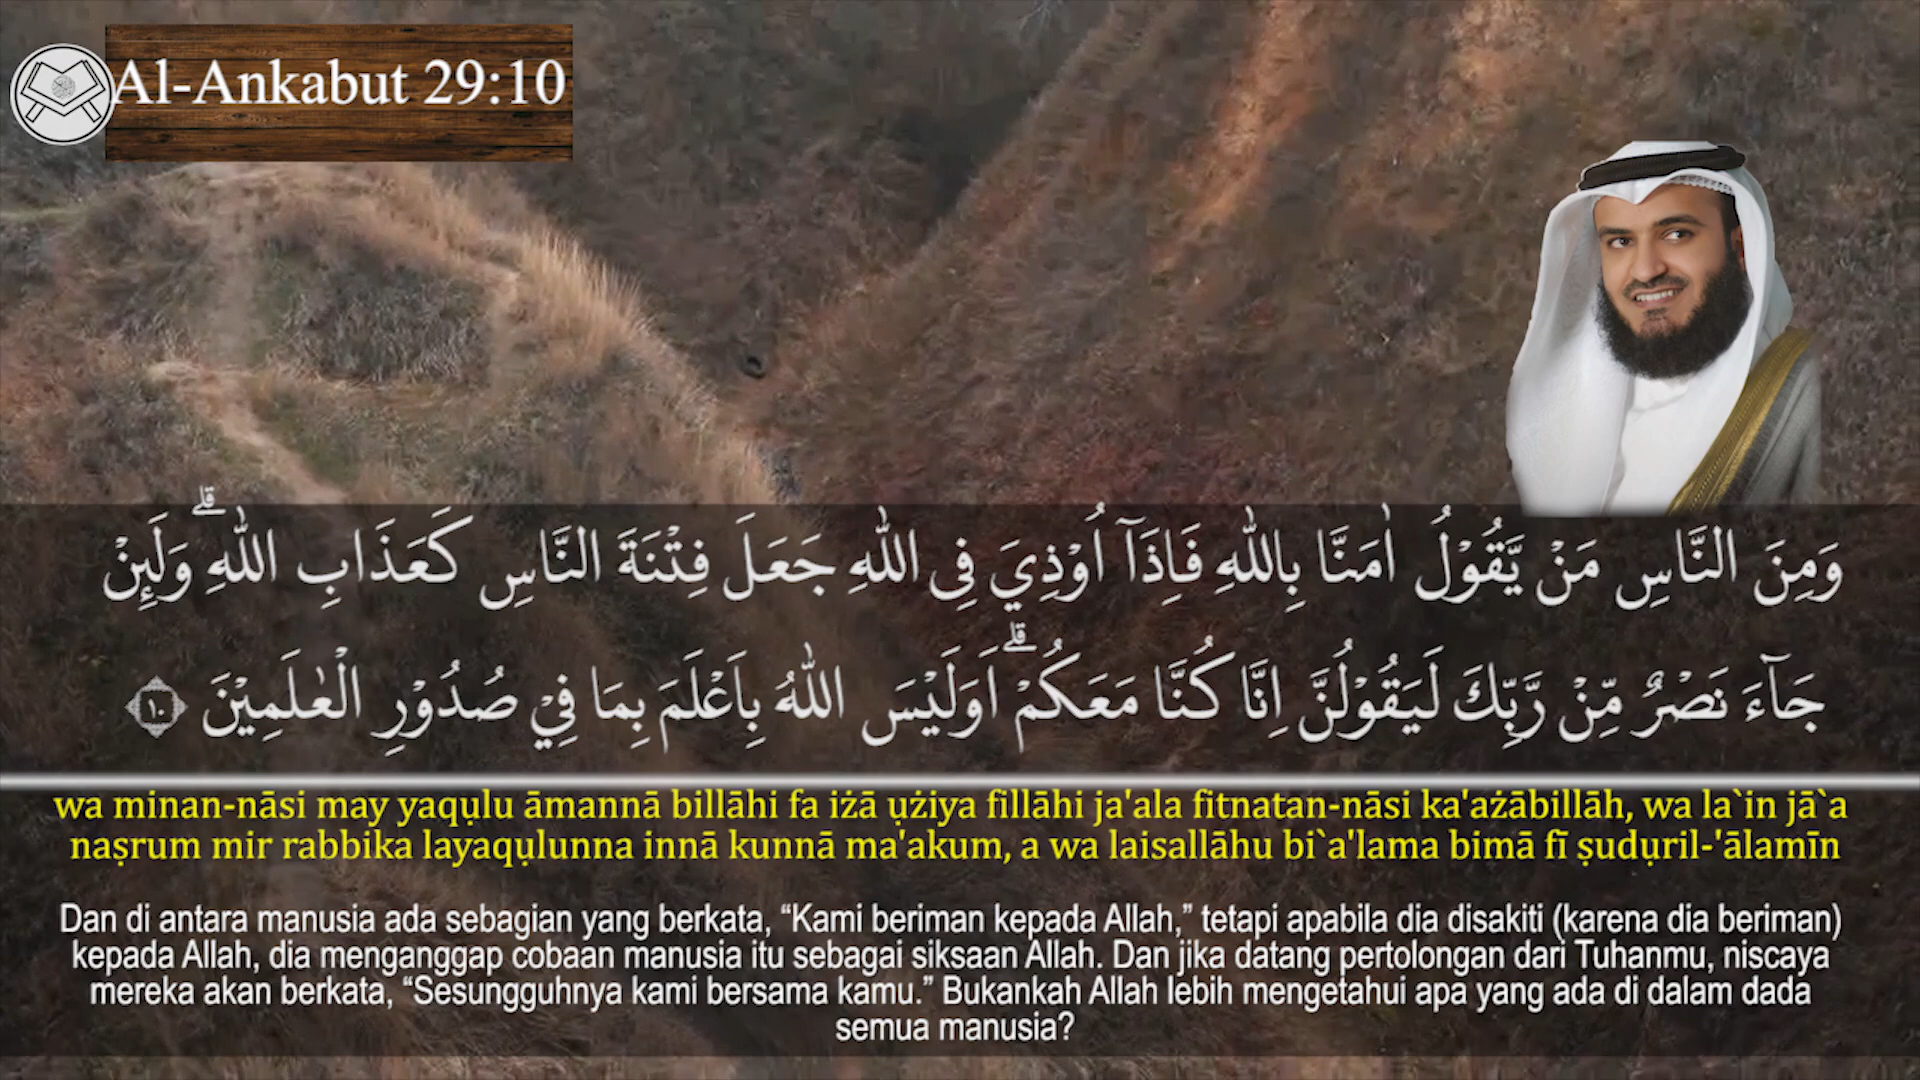 Al-Ankabut 29:10
وَمِنَ النَّاسِ مَنْ يَّقُوْلُ اٰمَنَّا بِاللّٰهِ فَاِذَآ اُوْذِيَ فِى اللّٰهِ جَعَلَ فِتْنَةَ النَّاسِ كَعَذَابِ اللّٰهِ ۗوَلَىِٕنْ
جَاۤءَ نَصْرٌ مِّنْ رَّبِّكَ لَيَقُوْلُنَّ اِنَّا كُنَّا مَعَكُمْۗ اَوَلَيْسَ اللّٰهُ بِاَعْلَمَ بِمَا فِيْ صُدُوْرِ الْعٰلَمِيْنَ ١٠
wa minan-nāsi may yaqụlu āmannā billāhi fa iżā ụżiya fillāhi ja'ala fitnatan-nāsi ka'ażābillāh, wa la`in jā`a
naṣrum mir rabbika layaqụlunna innā kunnā ma'akum, a wa laisallāhu bi`a'lama bimā fī ṣudụril-'ālamīn
Dan di antara manusia ada sebagian yang berkata, “Kami beriman kepada Allah,” tetapi apabila dia disakiti (karena dia beriman)
kepada Allah, dia menganggap cobaan manusia itu sebagai siksaan Allah. Dan jika datang pertolongan dari Tuhanmu, niscaya
mereka akan berkata, “Sesungguhnya kami bersama kamu.” Bukankah Allah lebih mengetahui apa yang ada di dalam dada
semua manusia?